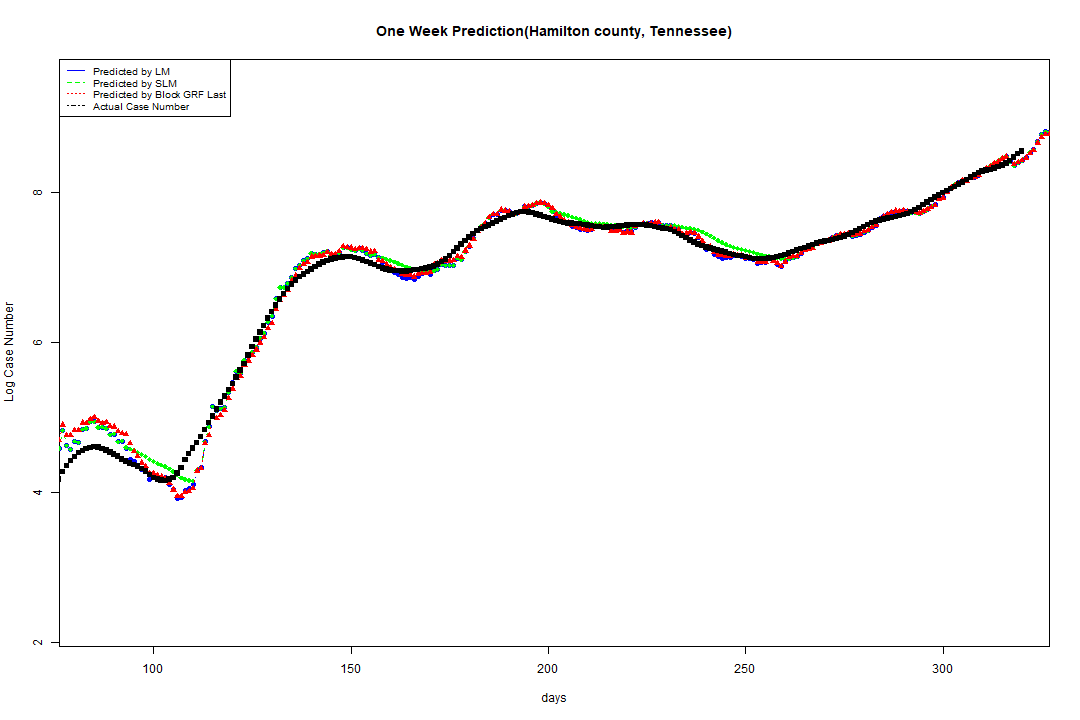 One Week Prediction(Hamilton county, Tennessee)
Predicted by LM
Predicted by SLM
Predicted by Block GRF Last
Actual Case Number
Log Case Number
8
6
4
2
100 150 200 250 300
days